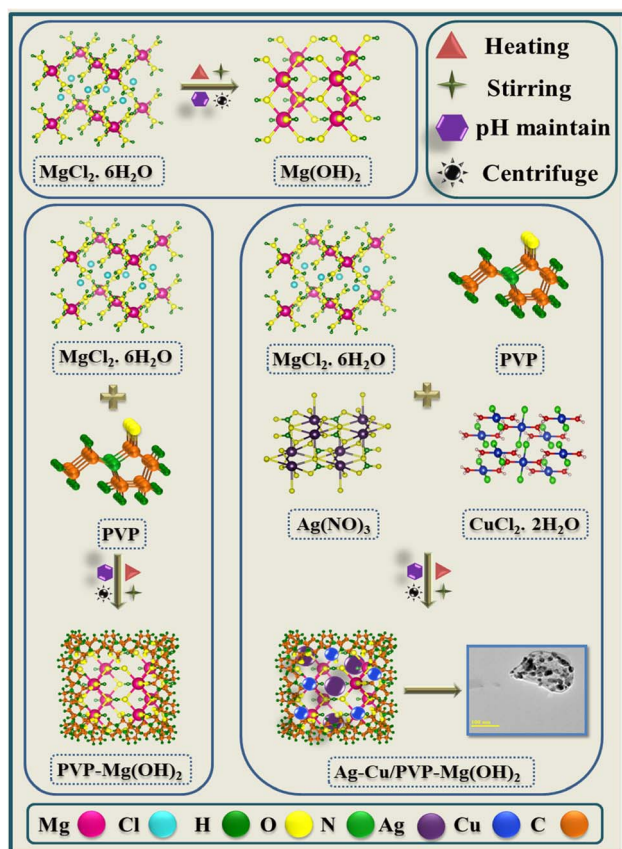 Heating
Stirring
pH maintain
Centrifuge
MgCl₂. 6H₂O
Mg(OH)₂
MgCl₂. 6H₂O
PVP
PVP-Mg(OH)₂
MgCl₂. 6H₂O
PVP
Ag(NO)₃
CuCl₂. 2H₂O
Ag-Cu/PVP-Mg(OH)₂
Mg Cl H O N Ag Cu C